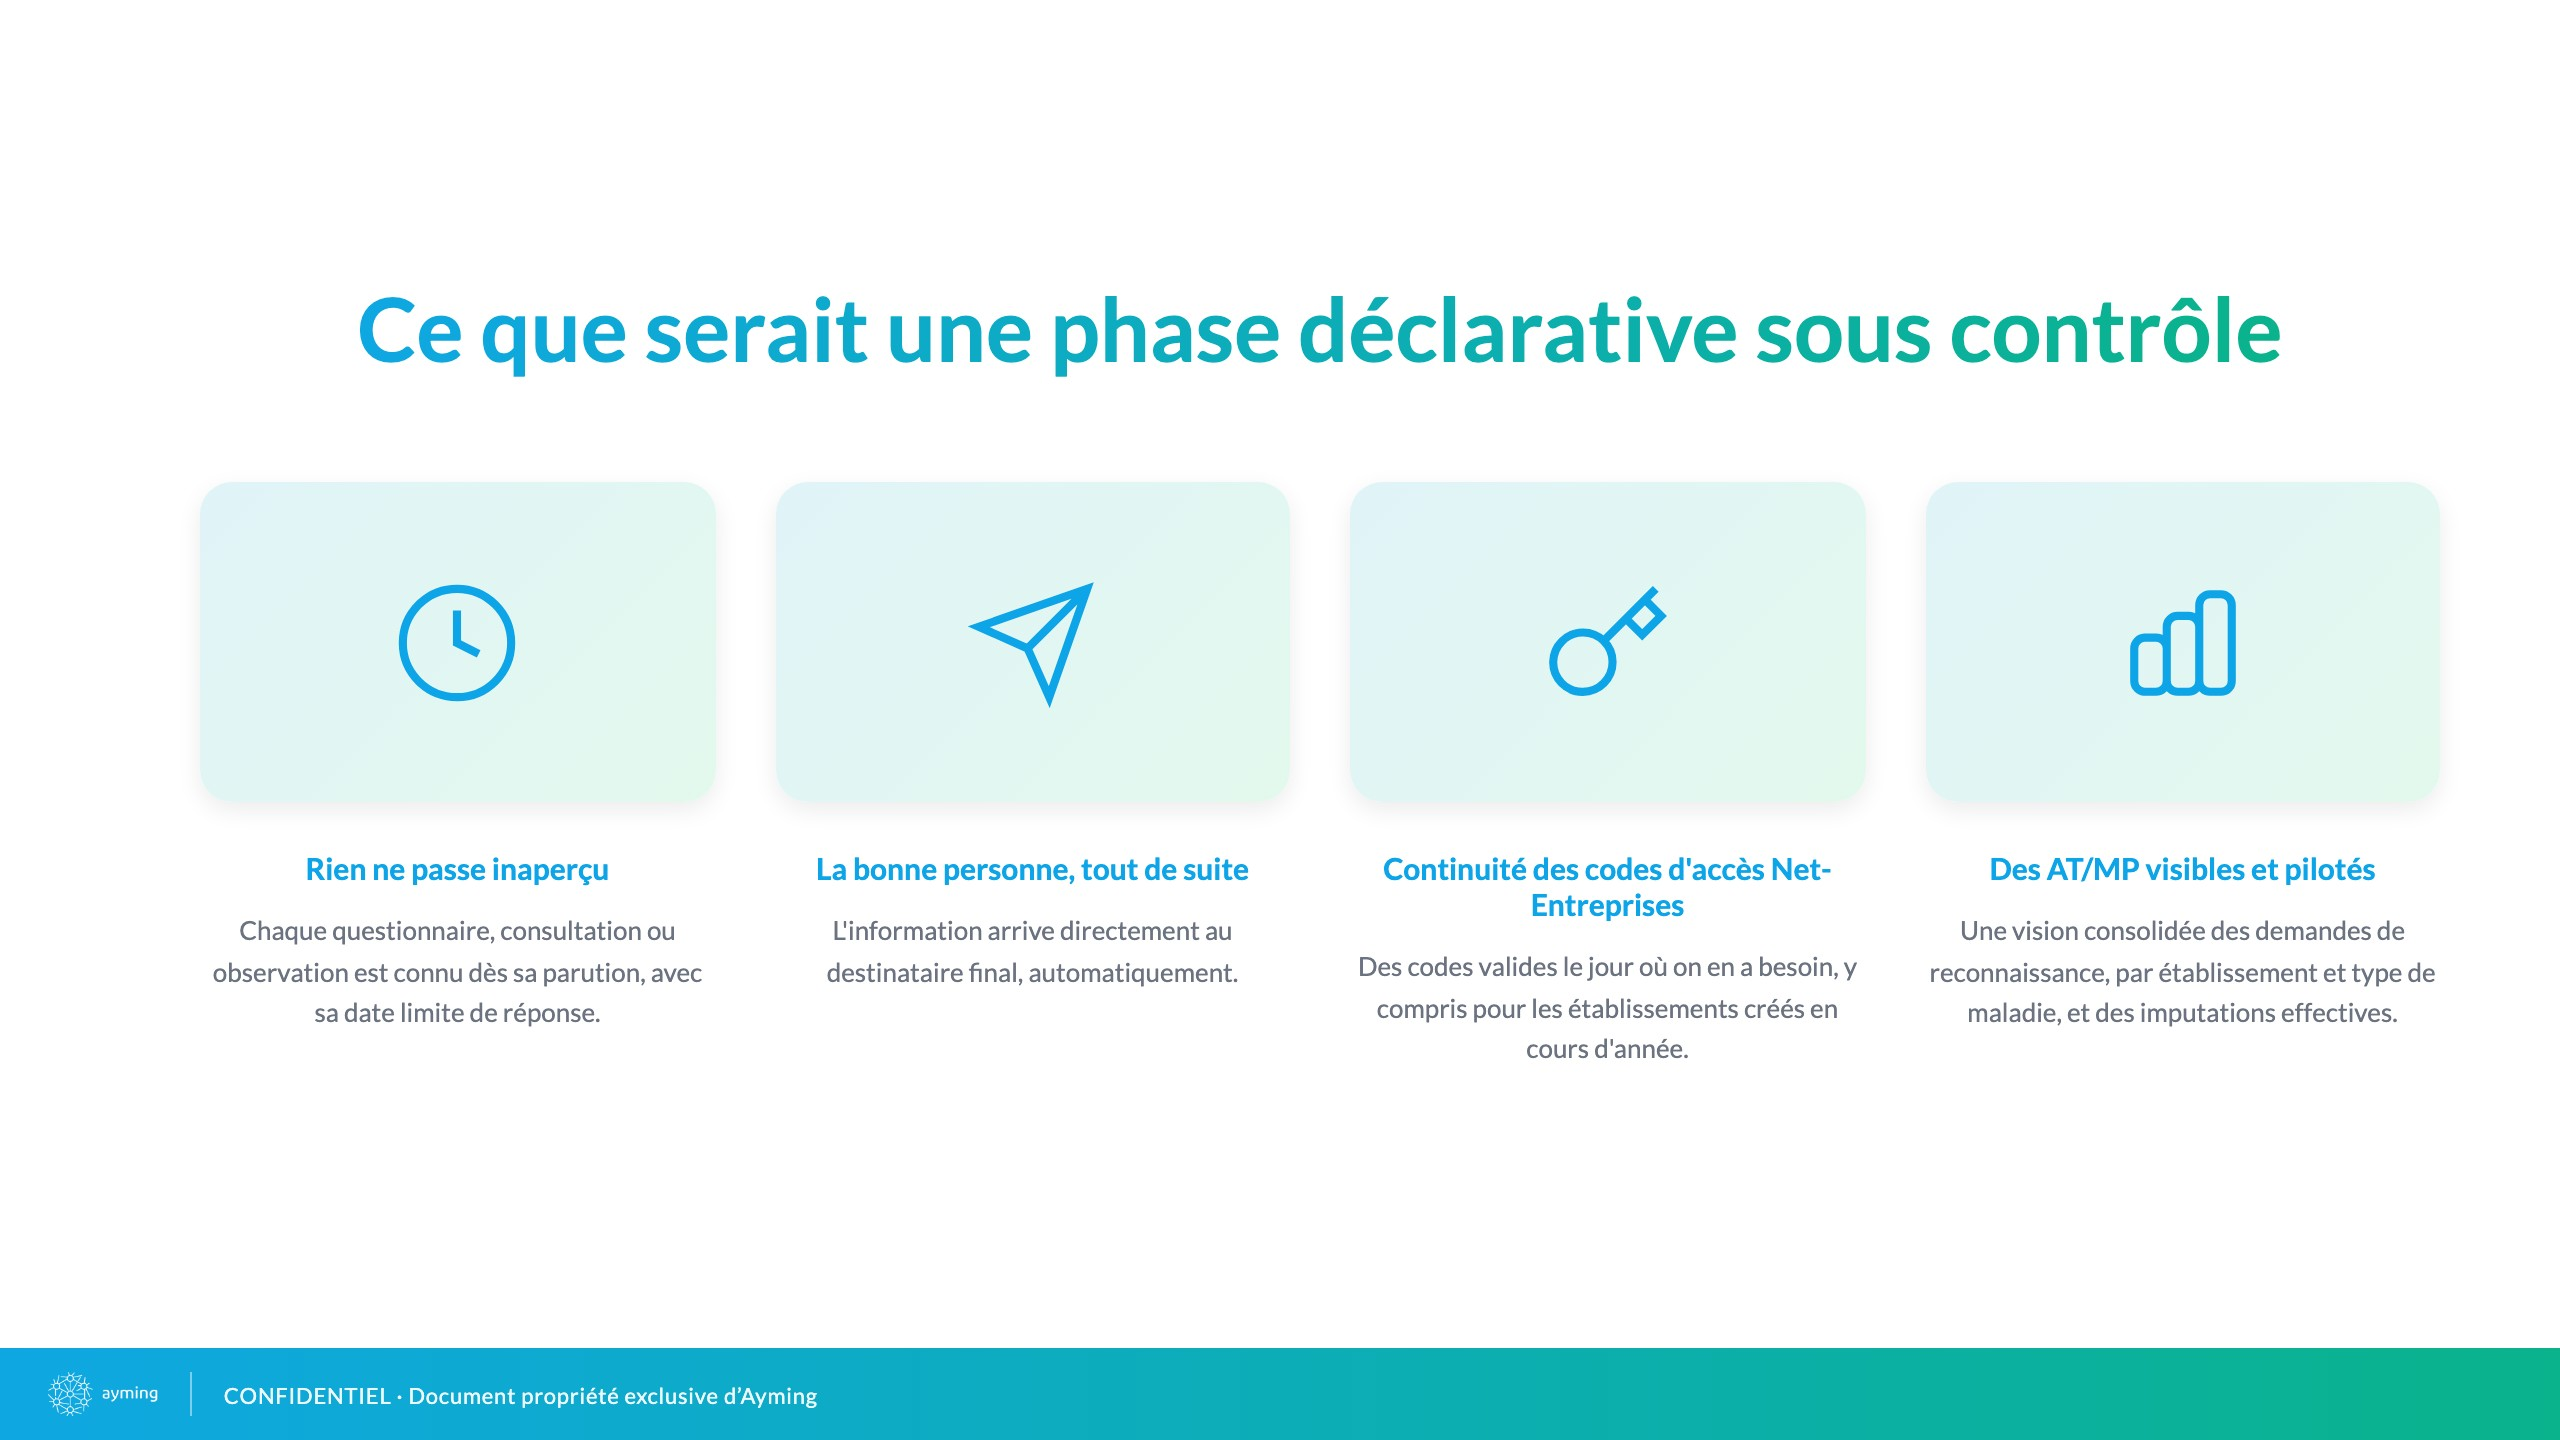 Ce que serait une phase déclarative sous contrôle
Rien ne passe inaperçu
Chaque questionnaire, consultation ou
observation est connu dès sa parution, avec
sa date limite de réponse.
La bonne personne, tout de suite
L'information arrive directement au
destinataire final, automatiquement.
Continuité des codes d'accès Net-
Entreprises
Des codes valides le jour où on en a besoin, y
compris pour les établissements créés en
cours d'année.
Des AT/MP visibles et pilotés
Une vision consolidée des demandes de
reconnaissance, par établissement et type de
maladie, et des imputations effectives.
ayming
CONFIDENTIEL · Document propriété exclusive d’Ayming